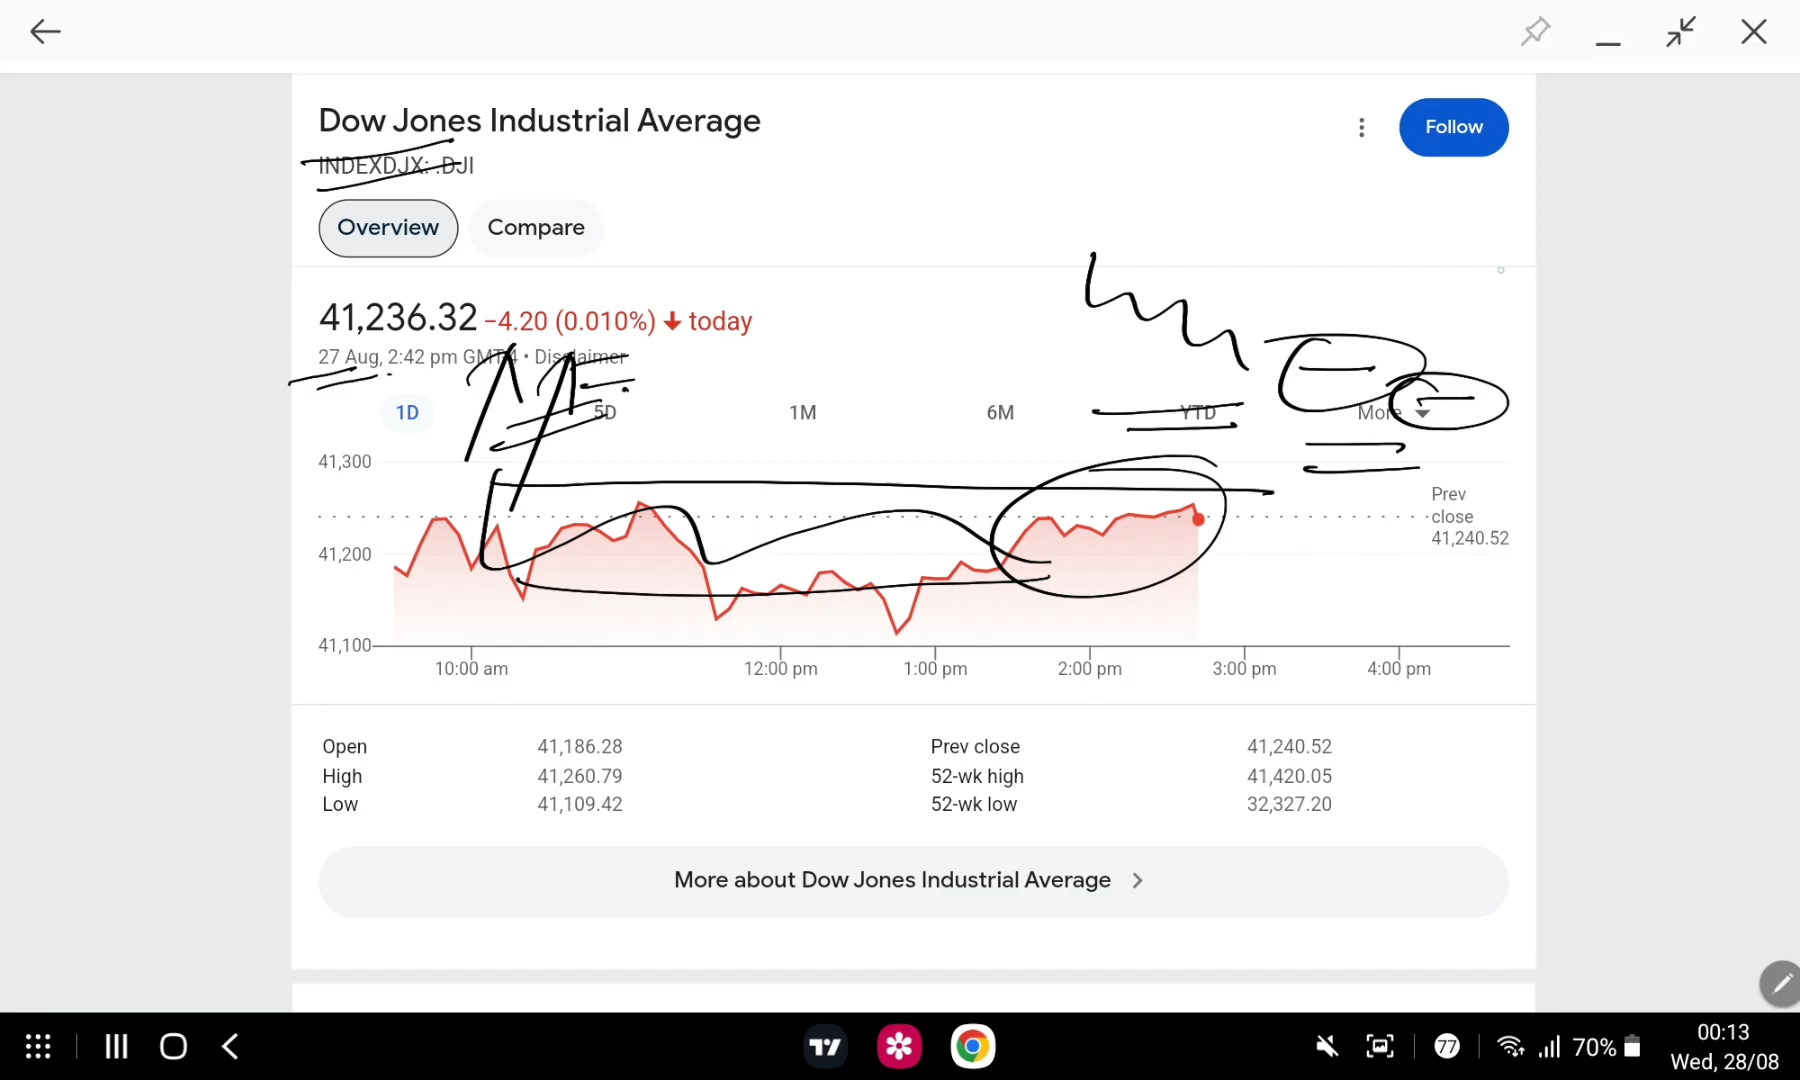 Dow Jones Industrial Average
Follow
INDEXDJX: .DJI
Overview
Compare
41,236.32 −4.20 (0.010%) ↓ today
27 Aug, 2:42 pm GMT-4 • Disclaimer
1D 5D 1M 6M YTD More
41,300
41,200
41,100
Prev
close
41,240.52
10:00 am 12:00 pm 1:00 pm 2:00 pm 3:00 pm 4:00 pm
Open 41,186.28 Prev close 41,240.52
High 41,260.79 52-wk high 41,420.05
Low 41,109.42 52-wk low 32,327.20
More about Dow Jones Industrial Average
77 70% 00:13
Wed, 28/08